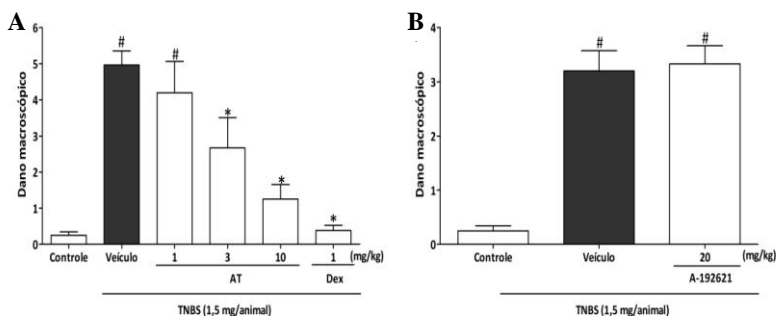 A
Dano macroscópico
6
5
4
3
2
1
0
#
#
*
*
*
Controle Veículo 1 3 10 1 (mg/kg)
AT Dex
TNBS (1,5 mg/animal)
B
Dano macroscópico
4
3
2
1
0
#
#
Controle Veículo 20 (mg/kg)
A-192621
TNBS (1,5 mg/animal)